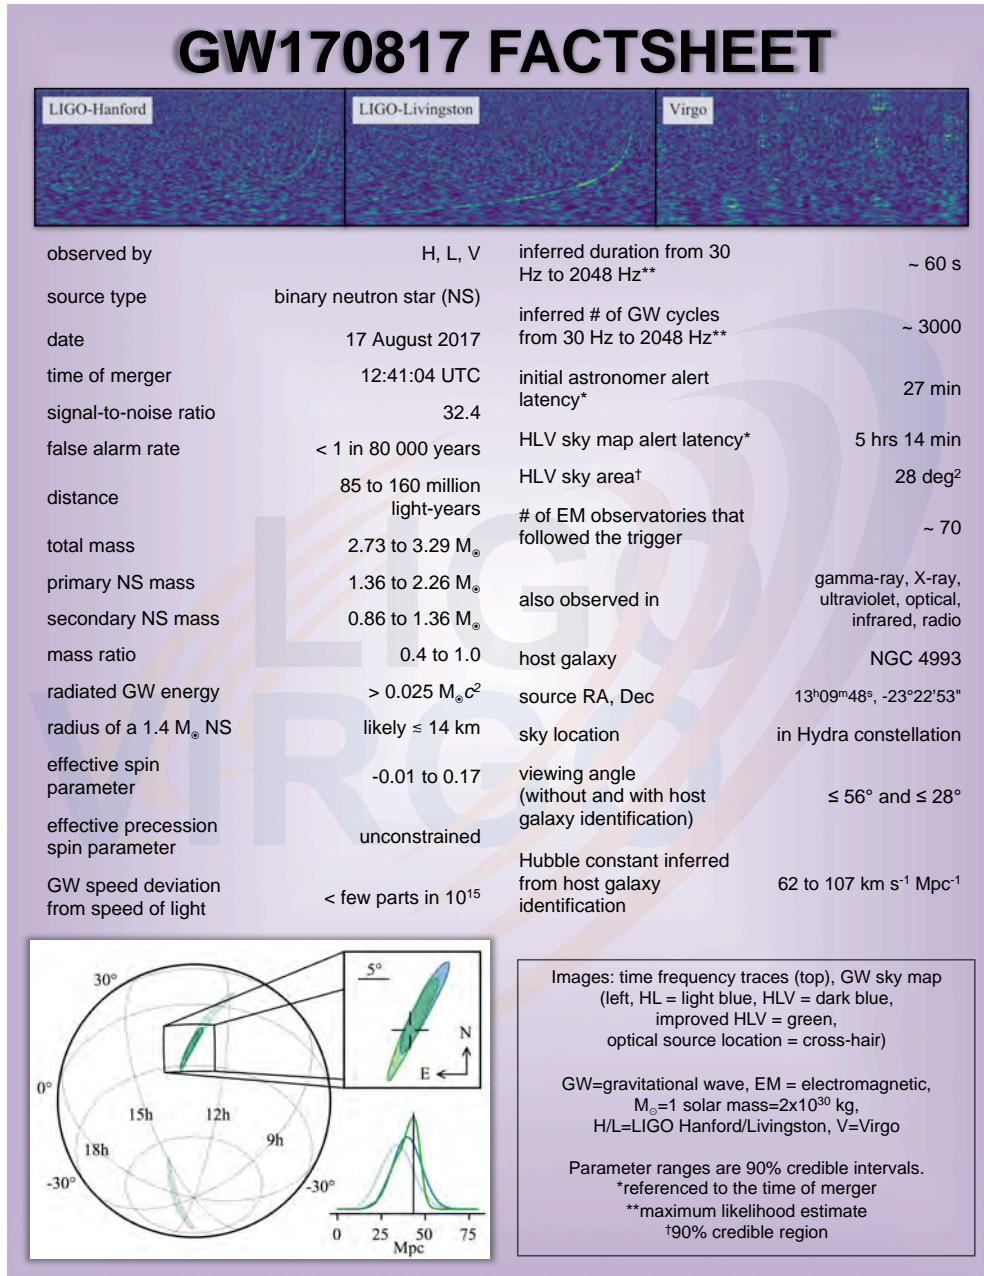 GW170817 FACTSHEET
LIGO-Hanford
LIGO-Livingston
Virgo
observed by
H, L, V
source type
binary neutron star (NS)
date
17 August 2017
time of merger
12:41:04 UTC
signal-to-noise ratio
32.4
false alarm rate
< 1 in 80 000 years
distance
85 to 160 million
light-years
total mass
2.73 to 3.29 M⊙
primary NS mass
1.36 to 2.26 M⊙
secondary NS mass
0.86 to 1.36 M⊙
mass ratio
0.4 to 1.0
radiated GW energy
> 0.025 M⊙c²
radius of a 1.4 M⊙ NS
likely ≲ 14 km
effective spin
parameter
-0.01 to 0.17
effective precession
spin parameter
unconstrained
GW speed deviation
from speed of light
< few parts in 10¹⁵
inferred duration from 30
Hz to 2048 Hz**
~ 60 s
inferred # of GW cycles
from 30 Hz to 2048 Hz**
~ 3000
initial astronomer alert
latency*
27 min
HLV sky map alert latency*
5 hrs 14 min
HLV sky area†
28 deg²
# of EM observatories that
followed the trigger
~ 70
also observed in
gamma-ray, X-ray,
ultraviolet, optical,
infrared, radio
host galaxy
NGC 4993
source RA, Dec
13ʰ09ᵐ48ˢ, -23°22'53"
sky location
in Hydra constellation
viewing angle
(without and with host
galaxy identification)
≤ 56° and ≤ 28°
Hubble constant inferred
from host galaxy
identification
62 to 107 km s⁻¹ Mpc⁻¹
LIGO
VIRGO
30°
0°
-30°
18h
15h
12h
9h
-30°
5°
N
E
0 25 50 75
Mpc
Images: time frequency traces (top), GW sky map
(left, HL = light blue, HLV = dark blue,
improved HLV = green,
optical source location = cross-hair)
GW=gravitational wave, EM = electromagnetic,
M⊙=1 solar mass=2x10³⁰ kg,
H/L=LIGO Hanford/Livingston, V=Virgo
Parameter ranges are 90% credible intervals.
*referenced to the time of merger
**maximum likelihood estimate
†90% credible region